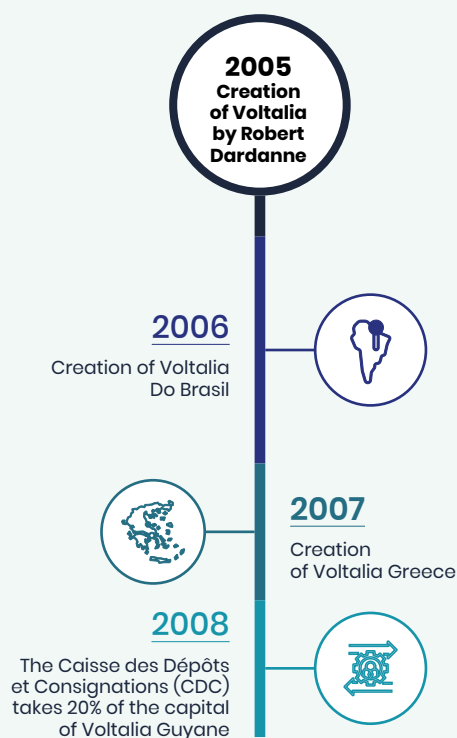 2005
Creation
of Voltalia
by Robert
Dardanne
2006
Creation of Voltalia
Do Brasil
2007
Creation
of Voltalia Greece
2008
The Caisse des Dépôts
et Consignations (CDC)
takes 20% of the capital
of Voltalia Guyane